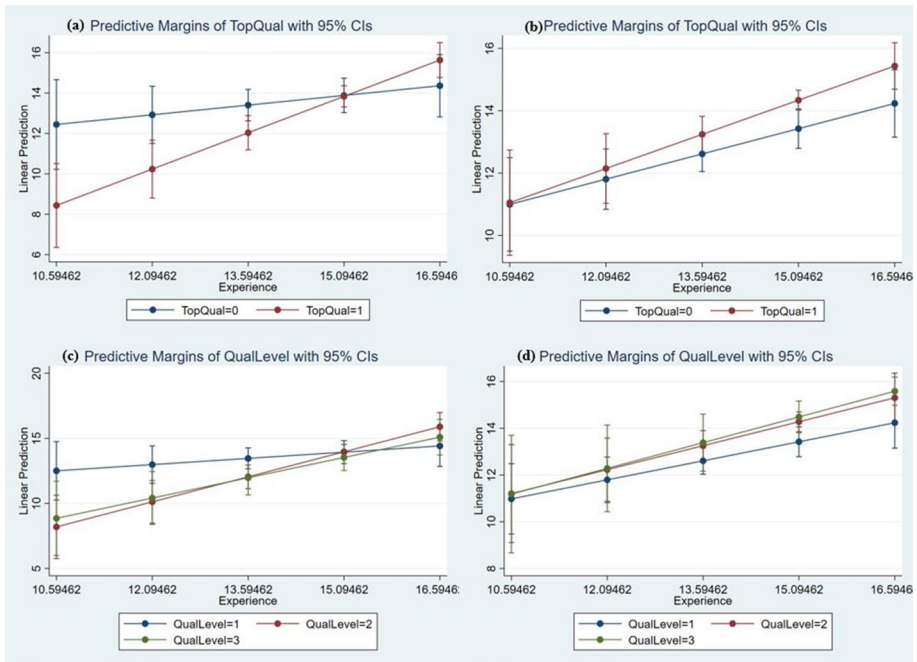 (a) Predictive Margins of TopQual with 95% CIs
16
14
12
10
8
6
Linear Prediction
10.59462 12.09462 13.59462 15.09462 16.5946
Experience
TopQual=0 TopQual=1
(b) Predictive Margins of TopQual with 95% CIs
16
14
12
10
Linear Prediction
10.59462 12.09462 13.59462 15.09462 16.5946
Experience
TopQual=0 TopQual=1
(c) Predictive Margins of QualLevel with 95% CIs
20
15
10
5
Linear Prediction
10.59462 12.09462 13.59462 15.09462 16.5946
Experience
QualLevel=1 QualLevel=2
QualLevel=3
(d) Predictive Margins of QualLevel with 95% CIs
16
14
12
10
8
Linear Prediction
10.59462 12.09462 13.59462 15.09462 16.5946
Experience
QualLevel=1 QualLevel=2
QualLevel=3